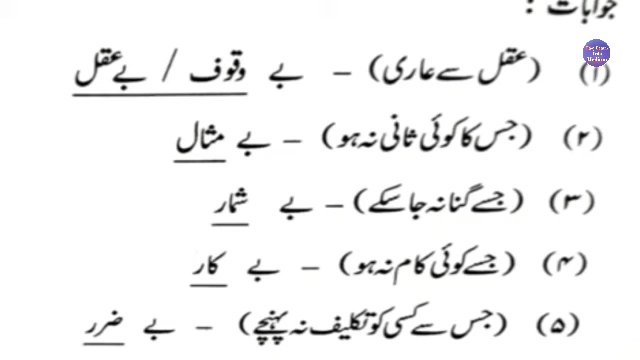 جوابات :
(۱) (عقل سے عاری) – بے وقوف / بے عقل
(۲) (جس کا کوئی ثانی نہ ہو) – بے مثال
(۳) (جسے گنا نہ جا سکے) – بے شمار
(۴) (جسے کوئی کام نہ ہو) – بے کار
(۵) (جس سے کسی کو تکلیف نہ پہنچے) – بے ضرر